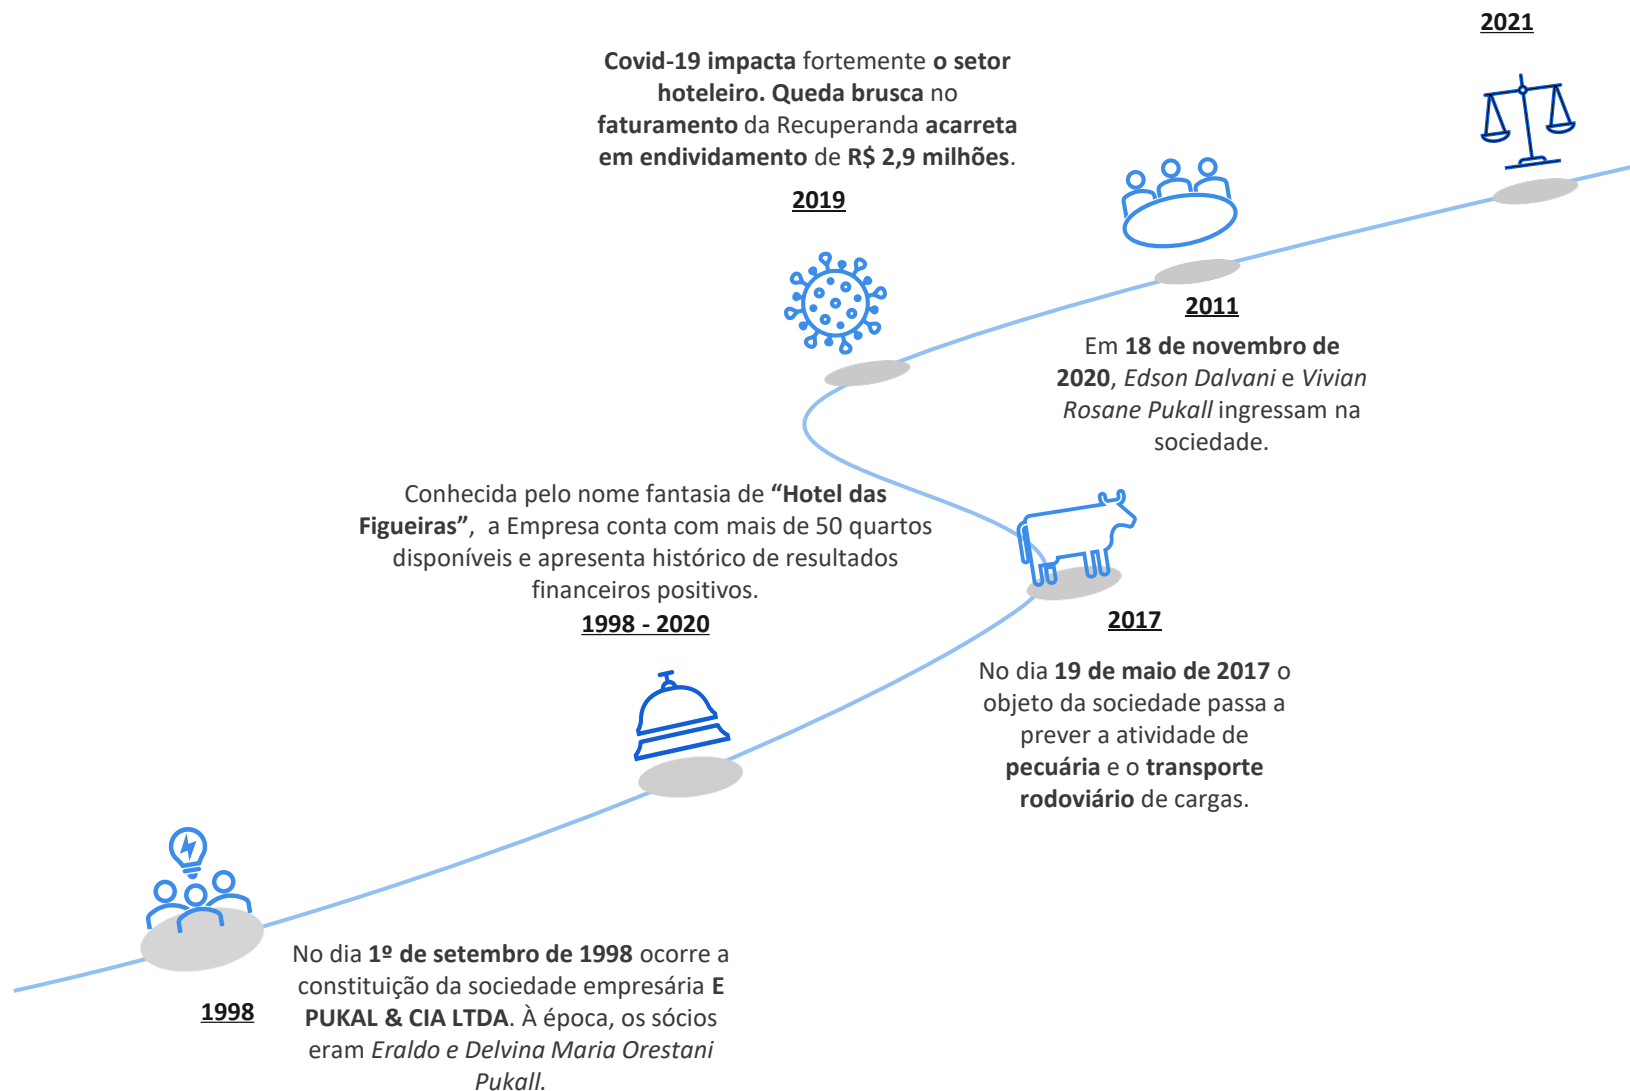 2021
Covid-19 impacta fortemente o setor
hoteleiro. Queda brusca no
faturamento da Recuperanda acarreta
em endividamento de R$ 2,9 milhões.
2019
2011
Em 18 de novembro de
2020, Edson Dalvani e Vivian
Rosane Pukall ingressam na
sociedade.
Conhecida pelo nome fantasia de “Hotel das
Figueiras”, a Empresa conta com mais de 50 quartos
disponíveis e apresenta histórico de resultados
financeiros positivos.
1998 - 2020
2017
No dia 19 de maio de 2017 o
objeto da sociedade passa a
prever a atividade de
pecuária e o transporte
rodoviário de cargas.
1998
No dia 1º de setembro de 1998 ocorre a
constituição da sociedade empresária E
PUKAL & CIA LTDA. À época, os sócios
eram Eraldo e Delvina Maria Orestani
Pukall.